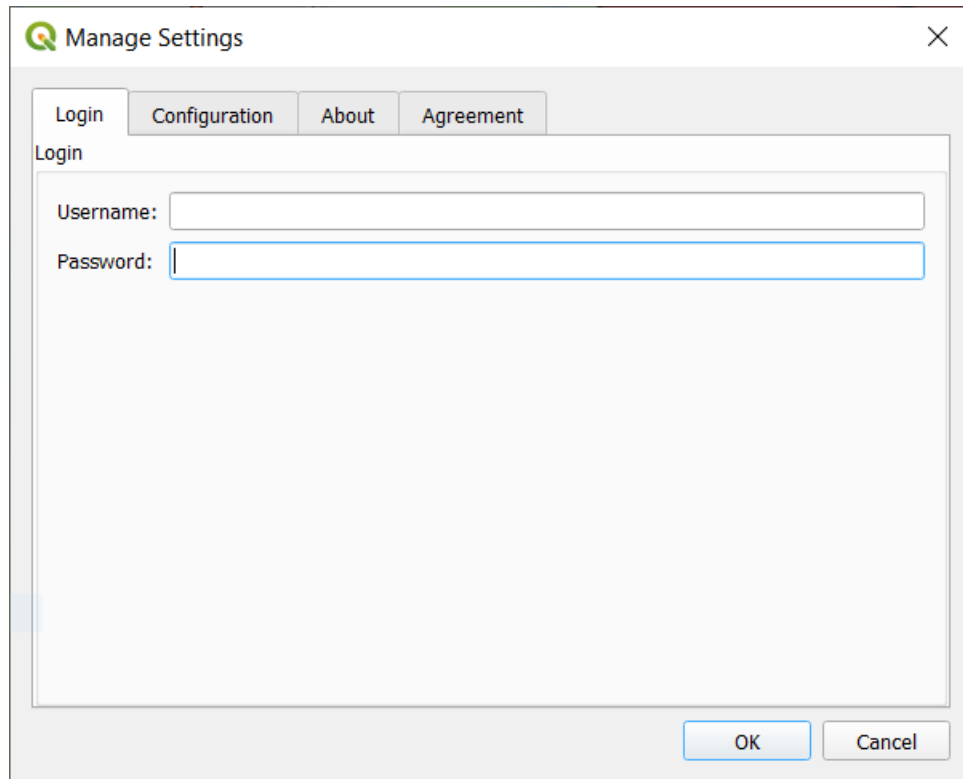 Manage Settings
Login Configuration About Agreement
Login
Username:
Password:
OK Cancel